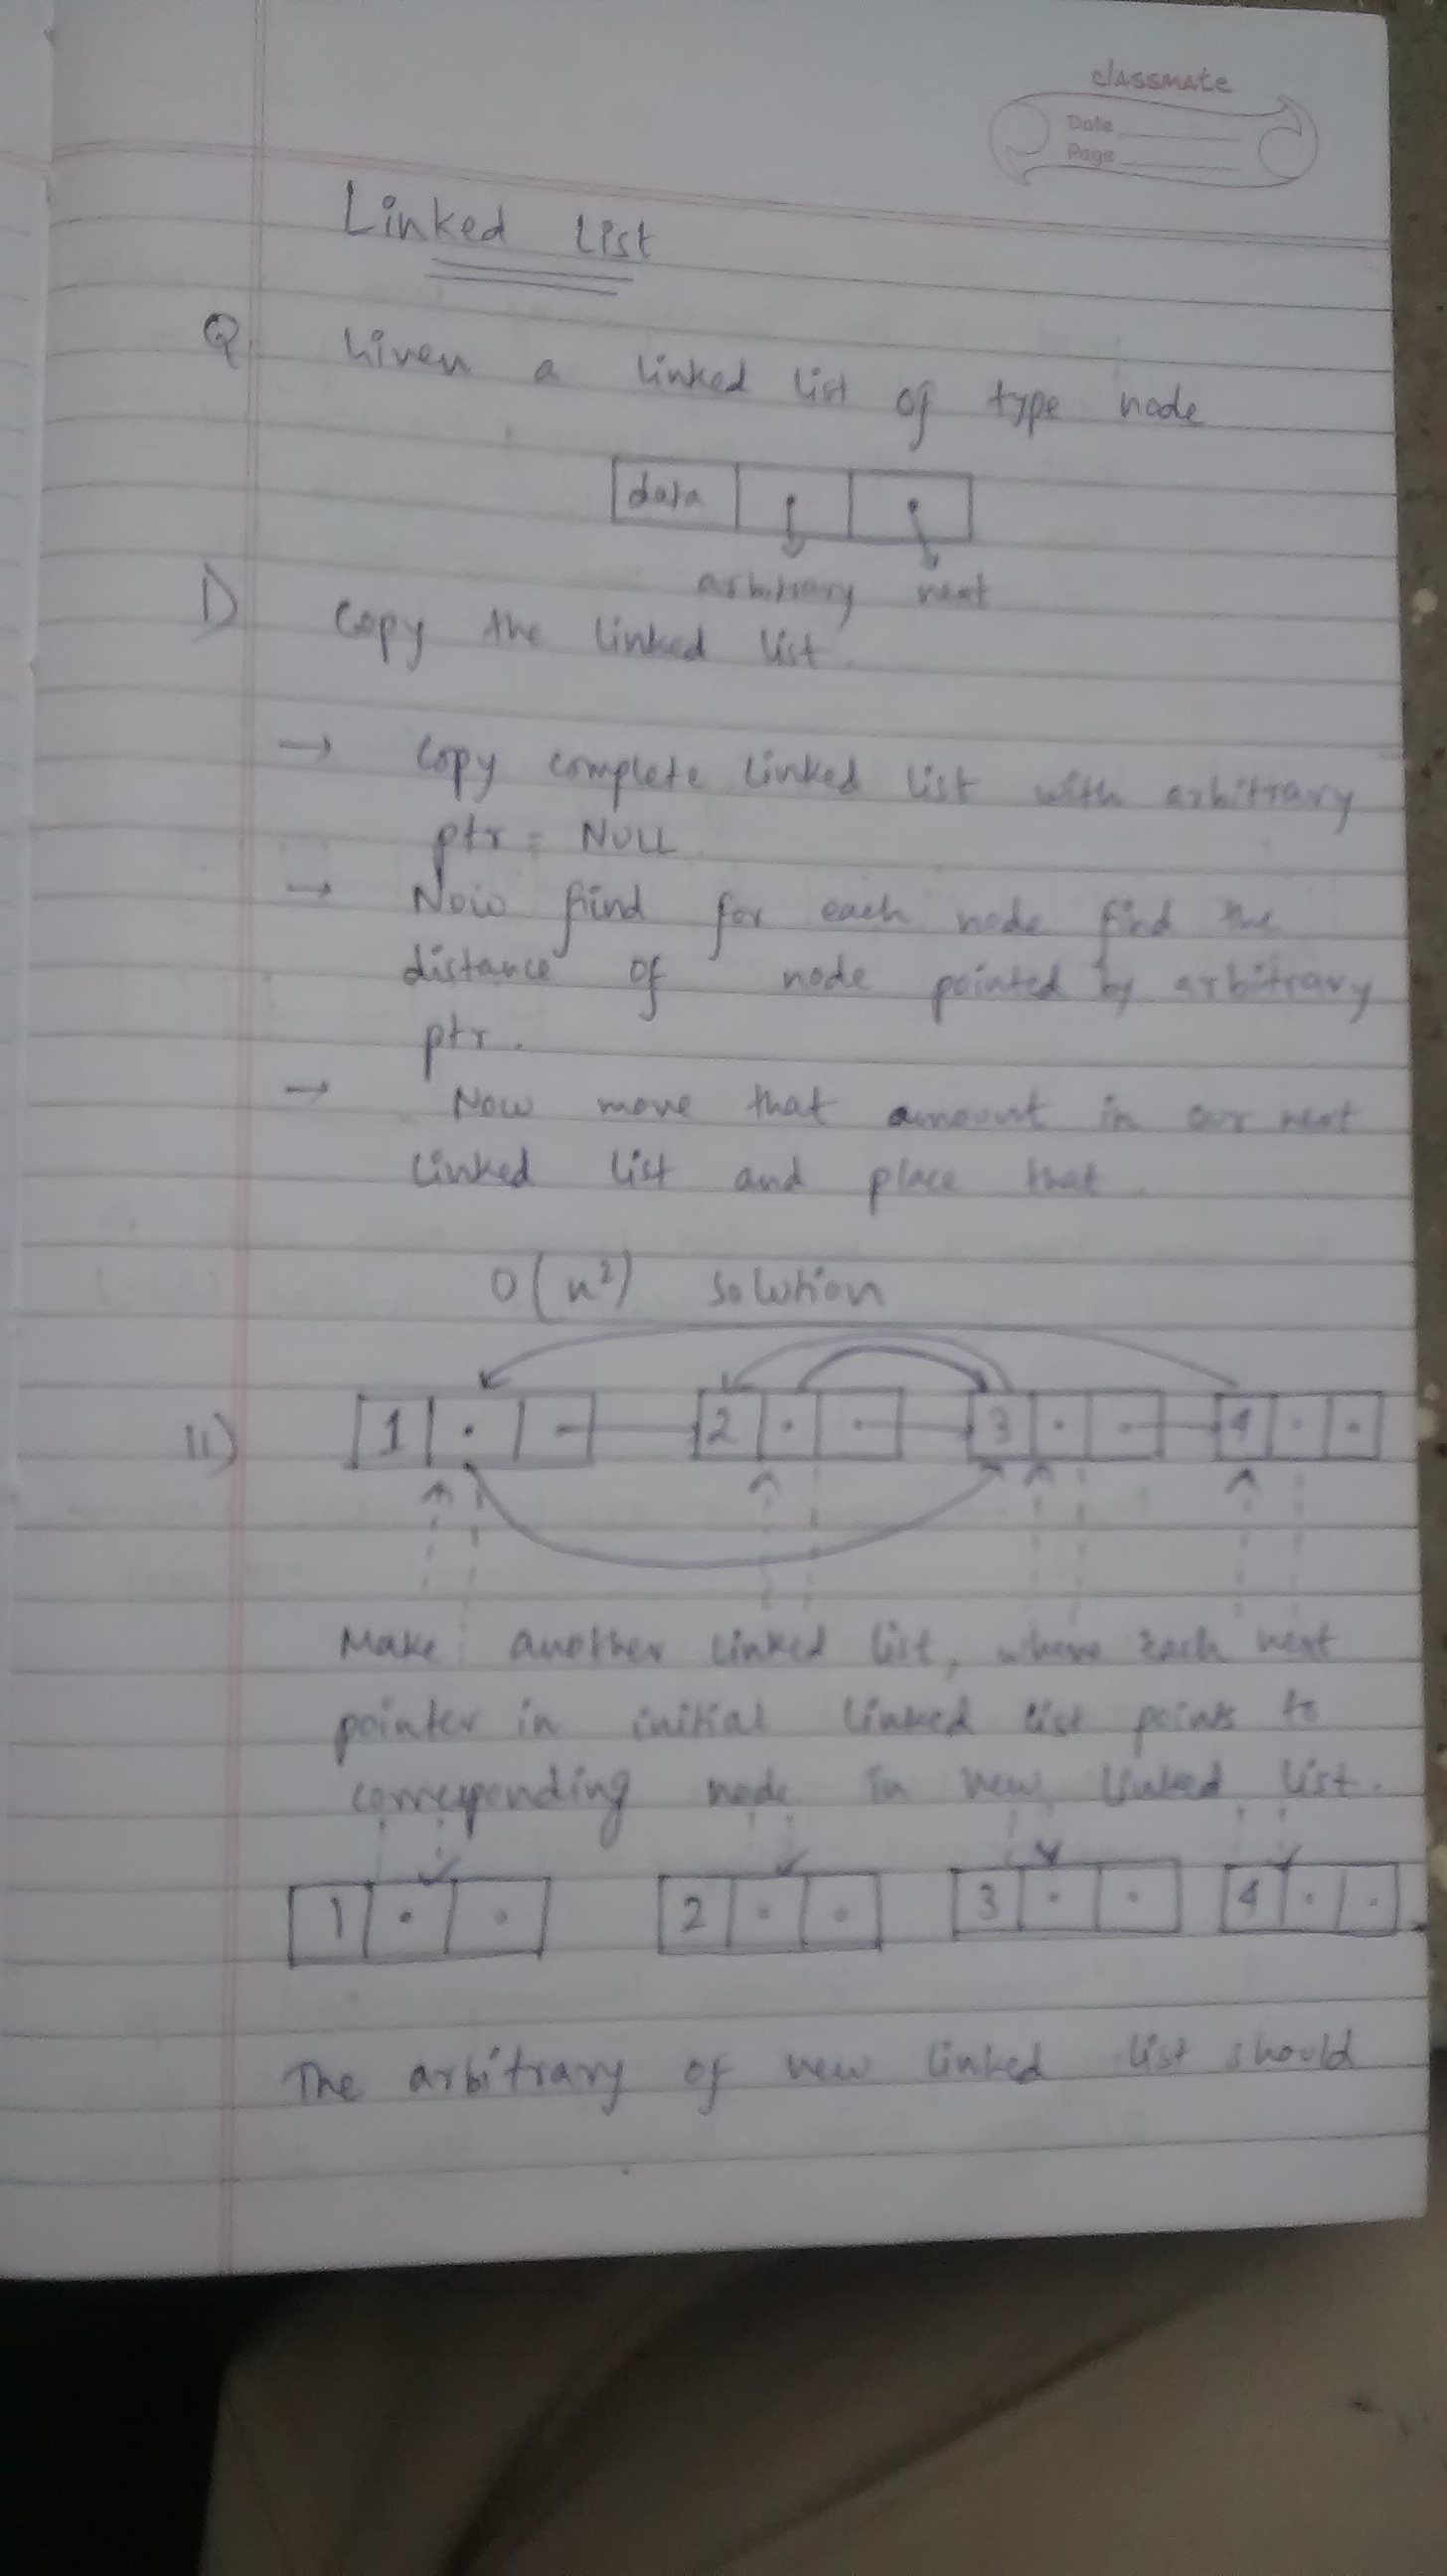 classmate
Date
Page
Linked List
Q. Given a linked list of type node
data
arbitrary next
I) Copy the linked list.
→ Copy complete linked list with arbitrary
ptr = NULL
→ Now find for each node find the
distance of node pointed by arbitrary
ptr.
→ Now move that amount in our next
linked list and place that.
O(n²) solution
II) 1 2 3 4
Make another linked list, where each next
pointer in initial linked list points to
corresponding node in new linked list.
1 2 3 4
The arbitrary of new linked list should